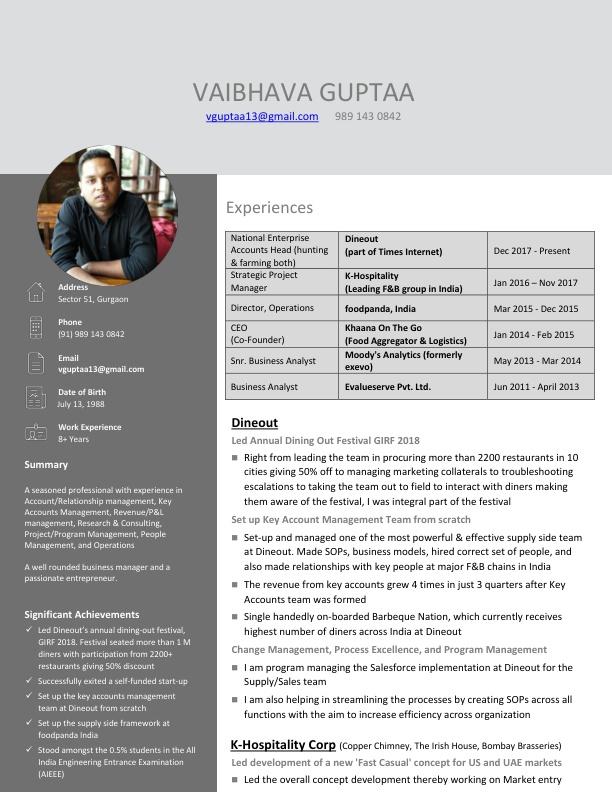 VAIBHAVA GUPTAA
vguptaa13@gmail.com 989 143 0842
Address
Sector 51, Gurgaon
Phone
(91) 989 143 0842
Email
vguptaa13@gmail.com
Date of Birth
July 13, 1988
Work Experience
8+ Years
Summary
A seasoned professional with experience in
Account/Relationship management, Key
Accounts Management, Revenue/P&L
management, Research & Consulting,
Project/Program Management, People
Management, and Operations
A well rounded business manager and a
passionate entrepreneur.
Significant Achievements
✓ Led Dineout's annual dining-out festival,
GIRF 2018. Festival seated more than 1 M
diners with participation from 2200+
restaurants giving 50% discount
✓ Successfully exited a self-funded start-up
✓ Set up the key accounts management
team at Dineout from scratch
✓ Set up the supply side framework at
foodpanda India
✓ Stood amongst the 0.5% students in the All
India Engineering Entrance Examination
(AIEEE)
Experiences
National Enterprise
Accounts Head (hunting
& farming both)
Dineout
(part of Times Internet)
Dec 2017 - Present
Strategic Project
Manager
K-Hospitality
(Leading F&B group in India)
Jan 2016 – Nov 2017
Director, Operations
foodpanda, India
Mar 2015 - Dec 2015
CEO
(Co-Founder)
Khaana On The Go
(Food Aggregator & Logistics)
Jan 2014 - Feb 2015
Snr. Business Analyst
Moody's Analytics (formerly
exevo)
May 2013 - Mar 2014
Business Analyst
Evalueserve Pvt. Ltd.
Jun 2011 - April 2013
Dineout
Led Annual Dining Out Festival GIRF 2018
■ Right from leading the team in procuring more than 2200 restaurants in 10
cities giving 50% off to managing marketing collaterals to troubleshooting
escalations to taking the team out to field to interact with diners making
them aware of the festival, I was integral part of the festival
Set up Key Account Management Team from scratch
■ Set-up and managed one of the most powerful & effective supply side team
at Dineout. Made SOPs, business models, hired correct set of people, and
also made relationships with key people at major F&B chains in India
■ The revenue from key accounts grew 4 times in just 3 quarters after Key
Accounts team was formed
■ Single handedly on-boarded Barbeque Nation, which currently receives
highest number of diners across India at Dineout
Change Management, Process Excellence, and Program Management
■ I am program managing the Salesforce implementation at Dineout for the
Supply/Sales team
■ I am also helping in streamlining the processes by creating SOPs across all
functions with the aim to increase efficiency across organization
K-Hospitality Corp (Copper Chimney, The Irish House, Bombay Brasseries)
Led development of a new 'Fast Casual' concept for US and UAE markets
■ Led the overall concept development thereby working on Market entry